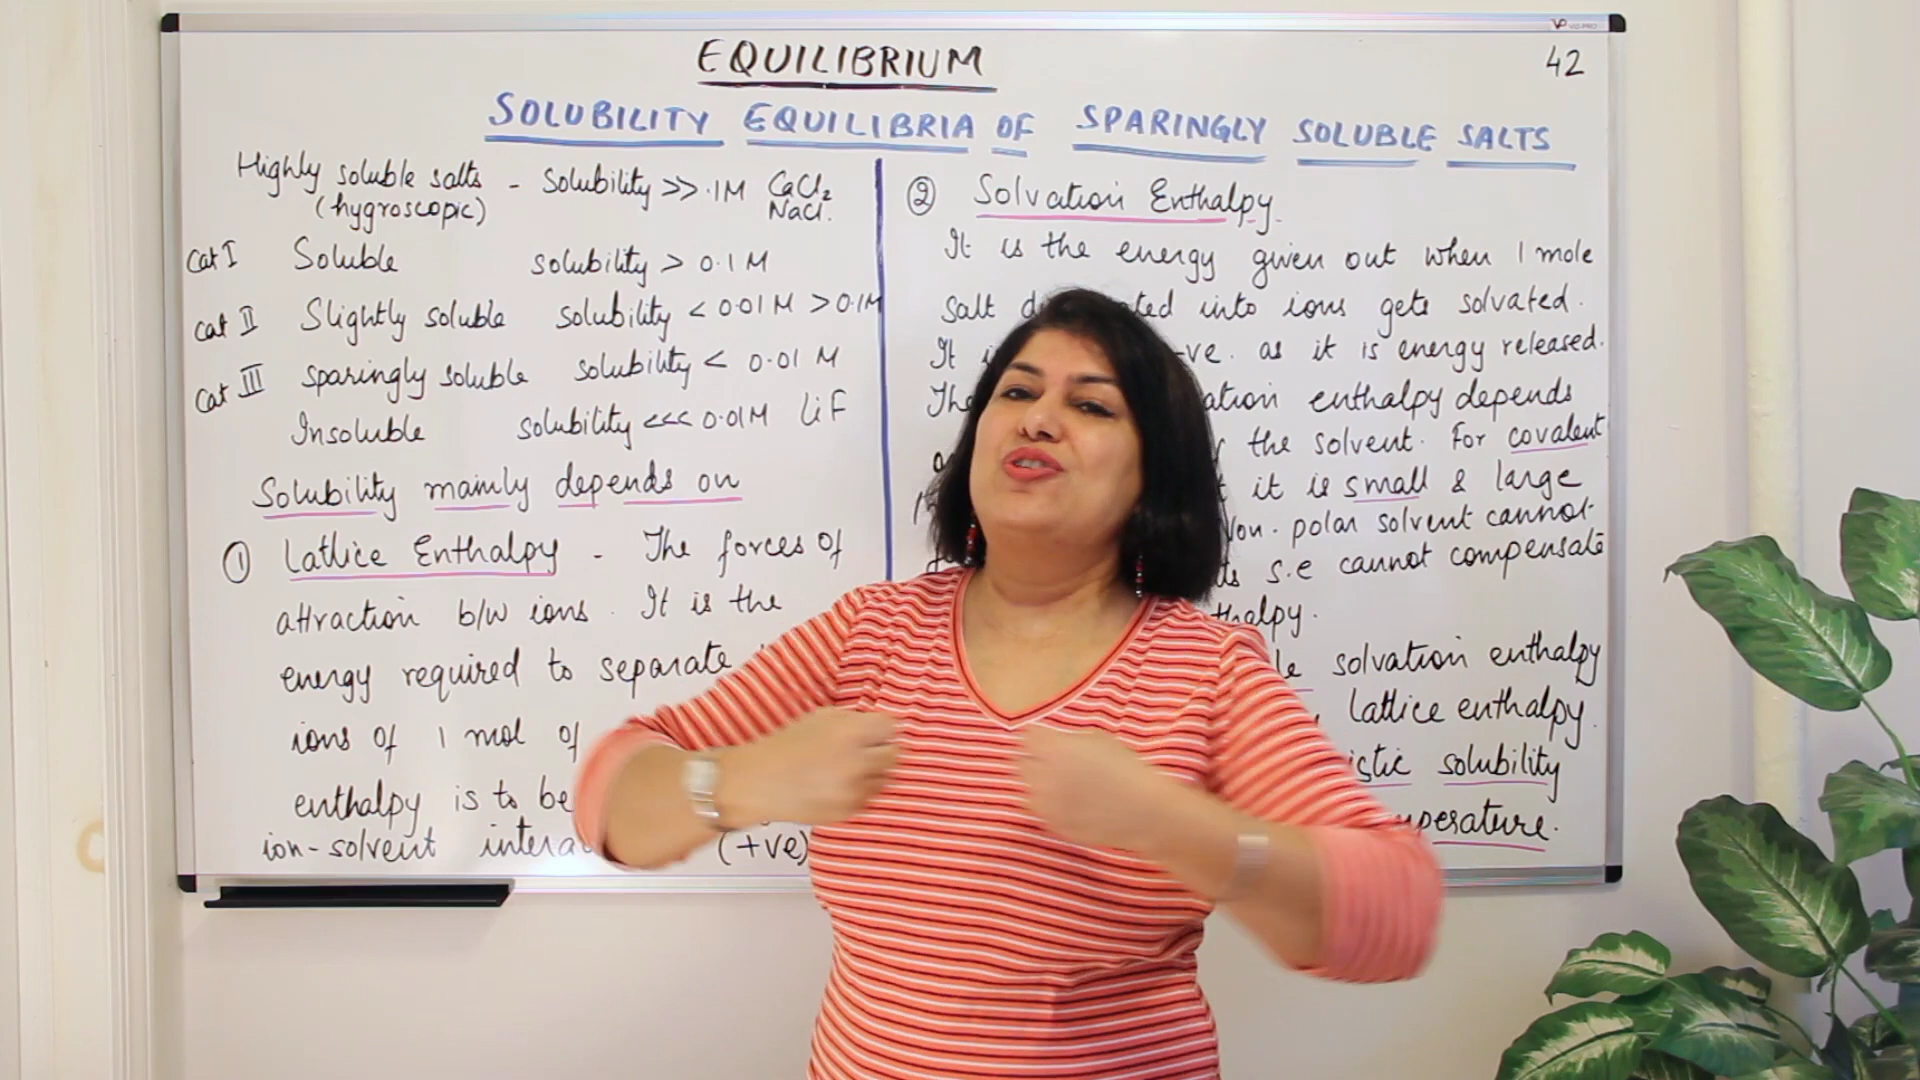 VP VIZ-PRO
EQUILIBRIUM
42
SOLUBILITY EQUILIBRIA OF SPARINGLY SOLUBLE SALTS
Highly soluble salts - Solubility >> .1M CaCl₂
(hygroscopic) NaCl.
Cat I Soluble solubility > 0.1 M
Cat II Slightly soluble solubility < 0.01 M > 0.1M
Cat III Sparingly soluble solubility < 0.01 M
Insoluble solubility <<< 0.01M LiF
Solubility mainly depends on
① Lattice Enthalpy - The forces of
attraction b/w ions. It is the
energy required to separate
ions of 1 mol of
enthalpy is to be
ion-solvent (+ve)
② Solvation Enthalpy.
It is the energy given out when 1 mole
Salt into ions gets solvated.
It -ve. as it is energy released.
enthalpy depends
the solvent. For covalent
it is small & large
Non-polar solvent cannot
S.e cannot compensate
solvation enthalpy
lattice enthalpy.
solubility